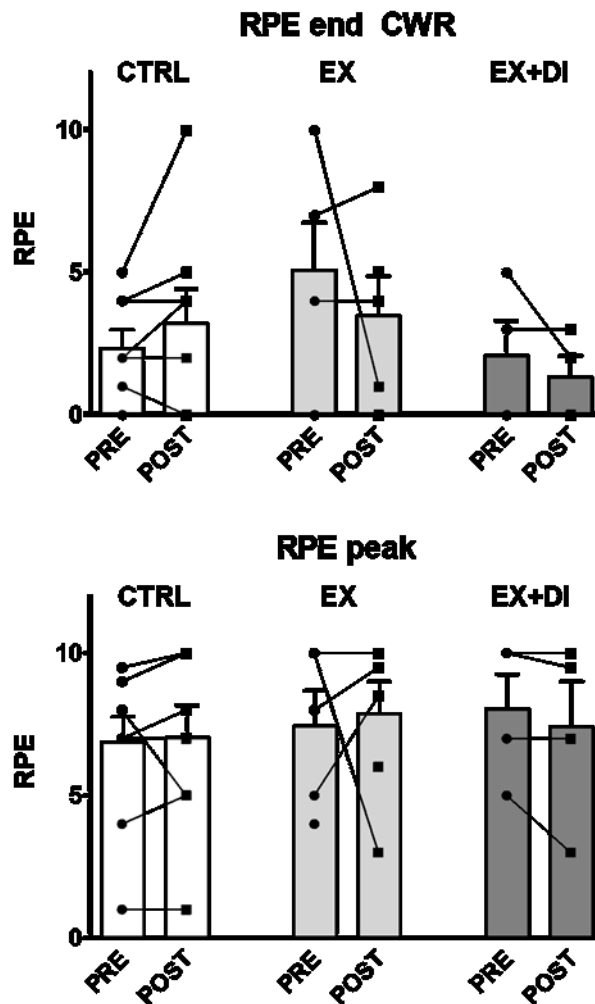 RPE end CWR
CTRL EX EX+DI
10
RPE
5
0
PRE POST PRE POST PRE POST
RPE peak
CTRL EX EX+DI
10
RPE
5
0
PRE POST PRE POST PRE POST